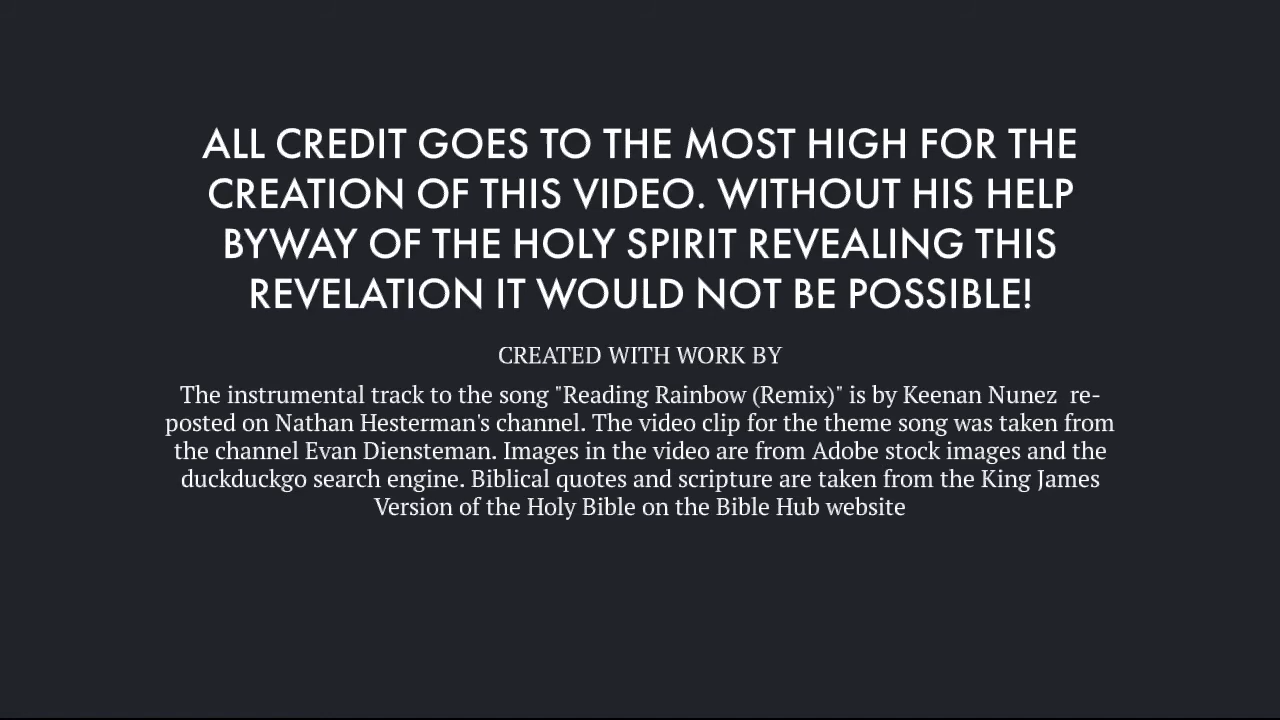 ALL CREDIT GOES TO THE MOST HIGH FOR THE
CREATION OF THIS VIDEO. WITHOUT HIS HELP
BYWAY OF THE HOLY SPIRIT REVEALING THIS
REVELATION IT WOULD NOT BE POSSIBLE!
CREATED WITH WORK BY
The instrumental track to the song "Reading Rainbow (Remix)" is by Keenan Nunez  re-
posted on Nathan Hesterman's channel. The video clip for the theme song was taken from
the channel Evan Diensteman. Images in the video are from Adobe stock images and the
duckduckgo search engine. Biblical quotes and scripture are taken from the King James
Version of the Holy Bible on the Bible Hub website